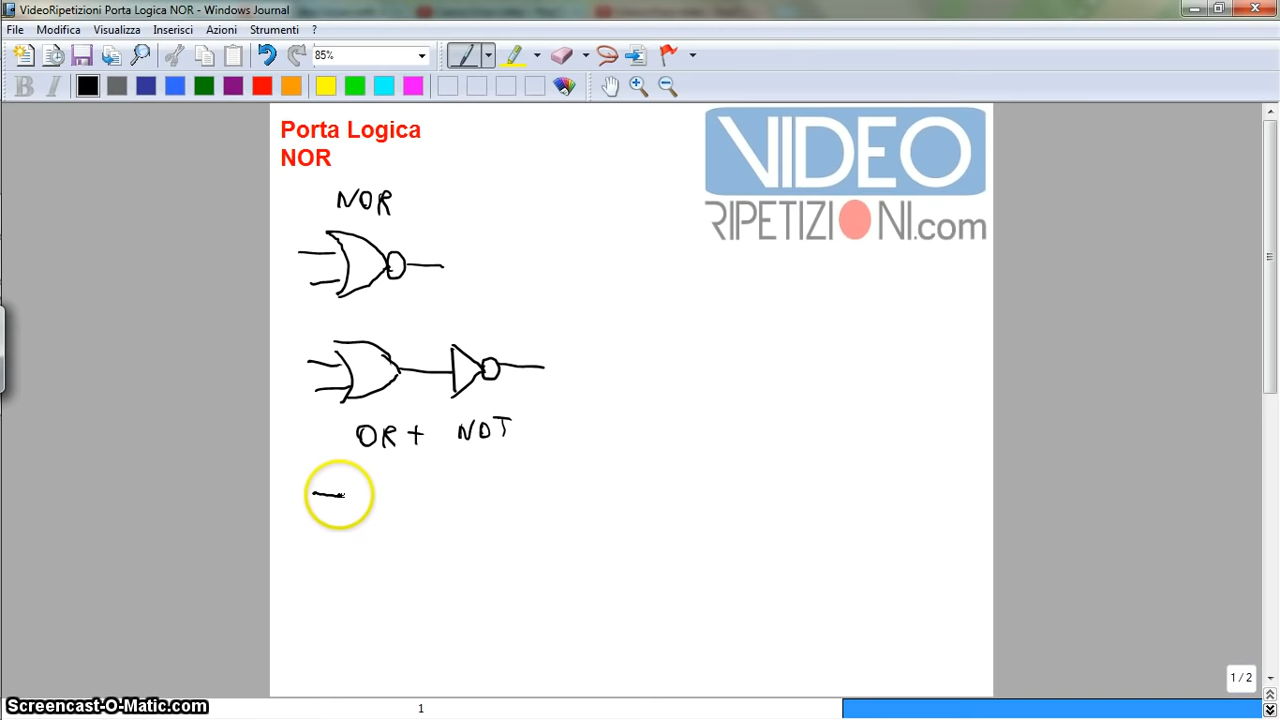 VideoRipetizioni Porta Logica NOR - Windows Journal
File Modifica Visualizza Inserisci Azioni Strumenti ?
85%
B I
Porta Logica
NOR
VIDEO
RIPETIZIONI.com
NOR
OR + NOT
1 / 2
Screencast-O-Matic.com
1